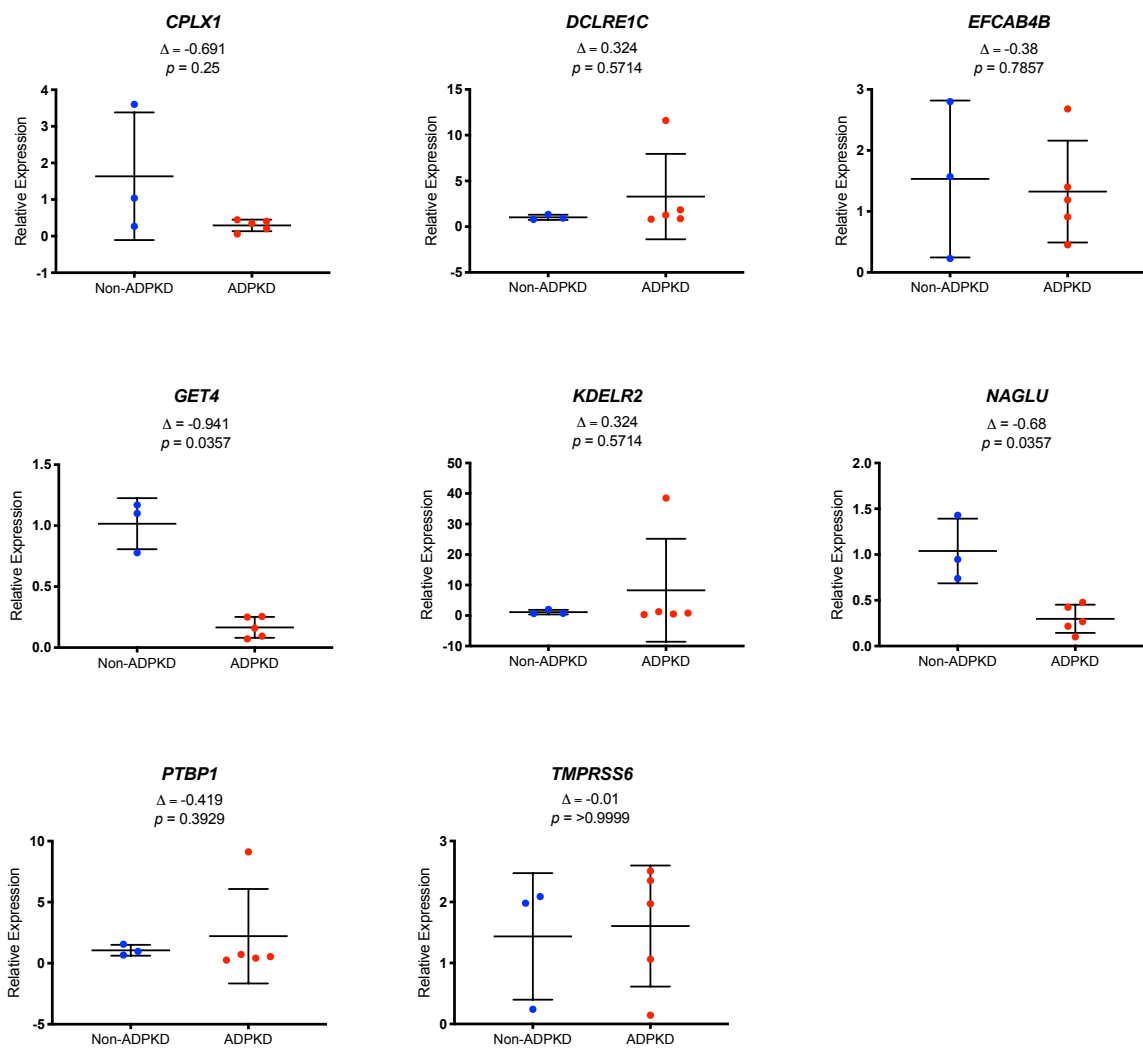 CPLX1
Δ = -0.691
p = 0.25
Relative Expression
4
3
2
1
0
-1
Non-ADPKD
ADPKD
DCLRE1C
Δ = 0.324
p = 0.5714
Relative Expression
15
10
5
0
-5
Non-ADPKD
ADPKD
EFCAB4B
Δ = -0.38
p = 0.7857
Relative Expression
3
2
1
0
Non-ADPKD
ADPKD
GET4
Δ = -0.941
p = 0.0357
Relative Expression
1.5
1.0
0.5
0.0
Non-ADPKD
ADPKD
KDELR2
Δ = 0.324
p = 0.5714
Relative Expression
50
40
30
20
10
0
-10
Non-ADPKD
ADPKD
NAGLU
Δ = -0.68
p = 0.0357
Relative Expression
2.0
1.5
1.0
0.5
0.0
Non-ADPKD
ADPKD
PTBP1
Δ = -0.419
p = 0.3929
Relative Expression
10
5
0
-5
Non-ADPKD
ADPKD
TMPRSS6
Δ = -0.01
p = >0.9999
Relative Expression
3
2
1
0
Non-ADPKD
ADPKD